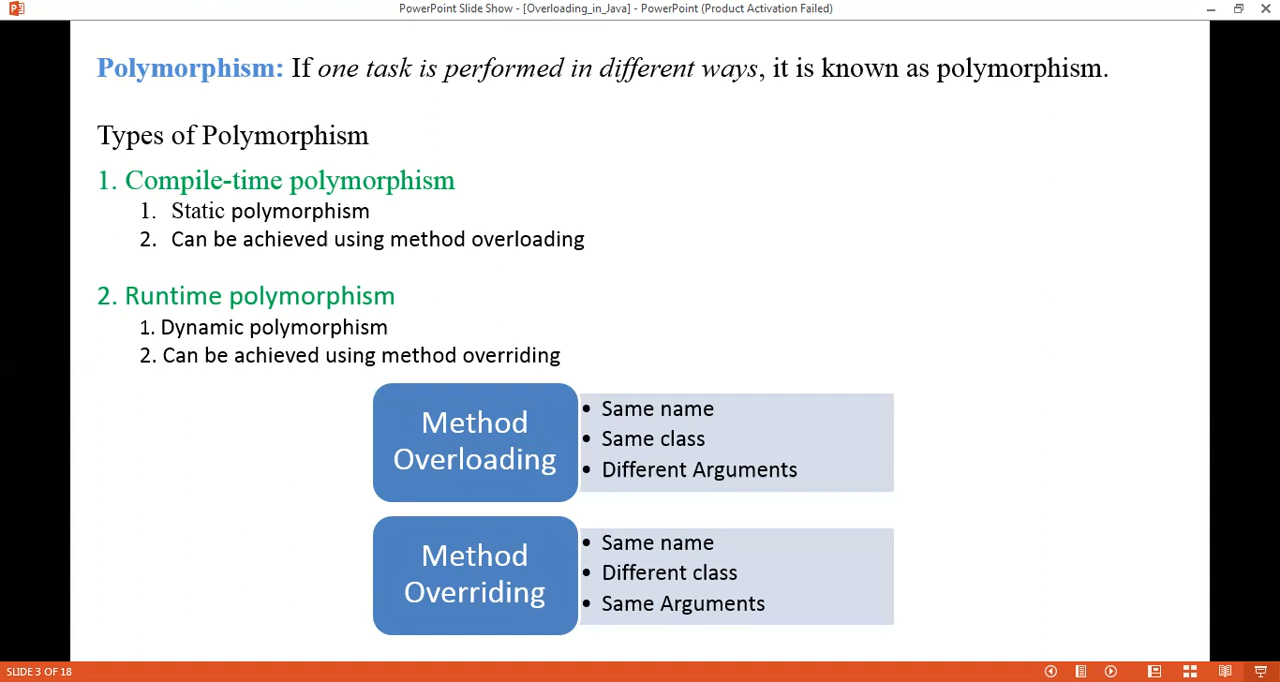 PowerPoint Slide Show - [Overloading_in_Java] - PowerPoint (Product Activation Failed)
Polymorphism: If one task is performed in different ways, it is known as polymorphism.
Types of Polymorphism
1. Compile-time polymorphism
1. Static polymorphism
2. Can be achieved using method overloading
2. Runtime polymorphism
1. Dynamic polymorphism
2. Can be achieved using method overriding
Method
Overloading
• Same name
• Same class
• Different Arguments
Method
Overriding
• Same name
• Different class
• Same Arguments
SLIDE 3 OF 18